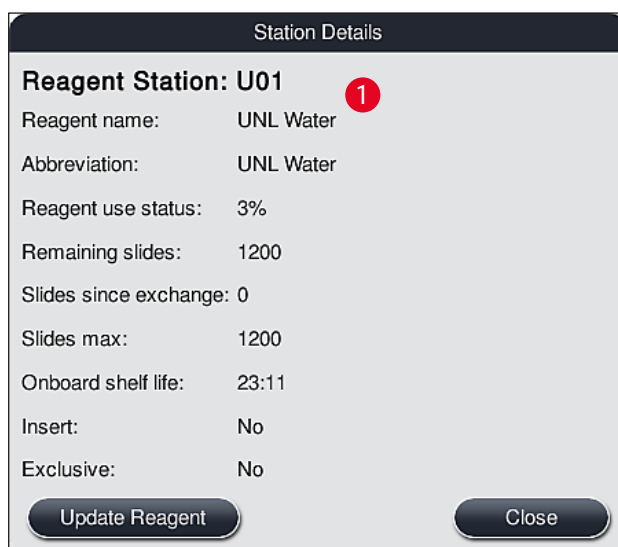 Station Details
Reagent Station: U01
1
Reagent name: UNL Water
Abbreviation: UNL Water
Reagent use status: 3%
Remaining slides: 1200
Slides since exchange: 0
Slides max: 1200
Onboard shelf life: 23:11
Insert: No
Exclusive: No
Update Reagent Close